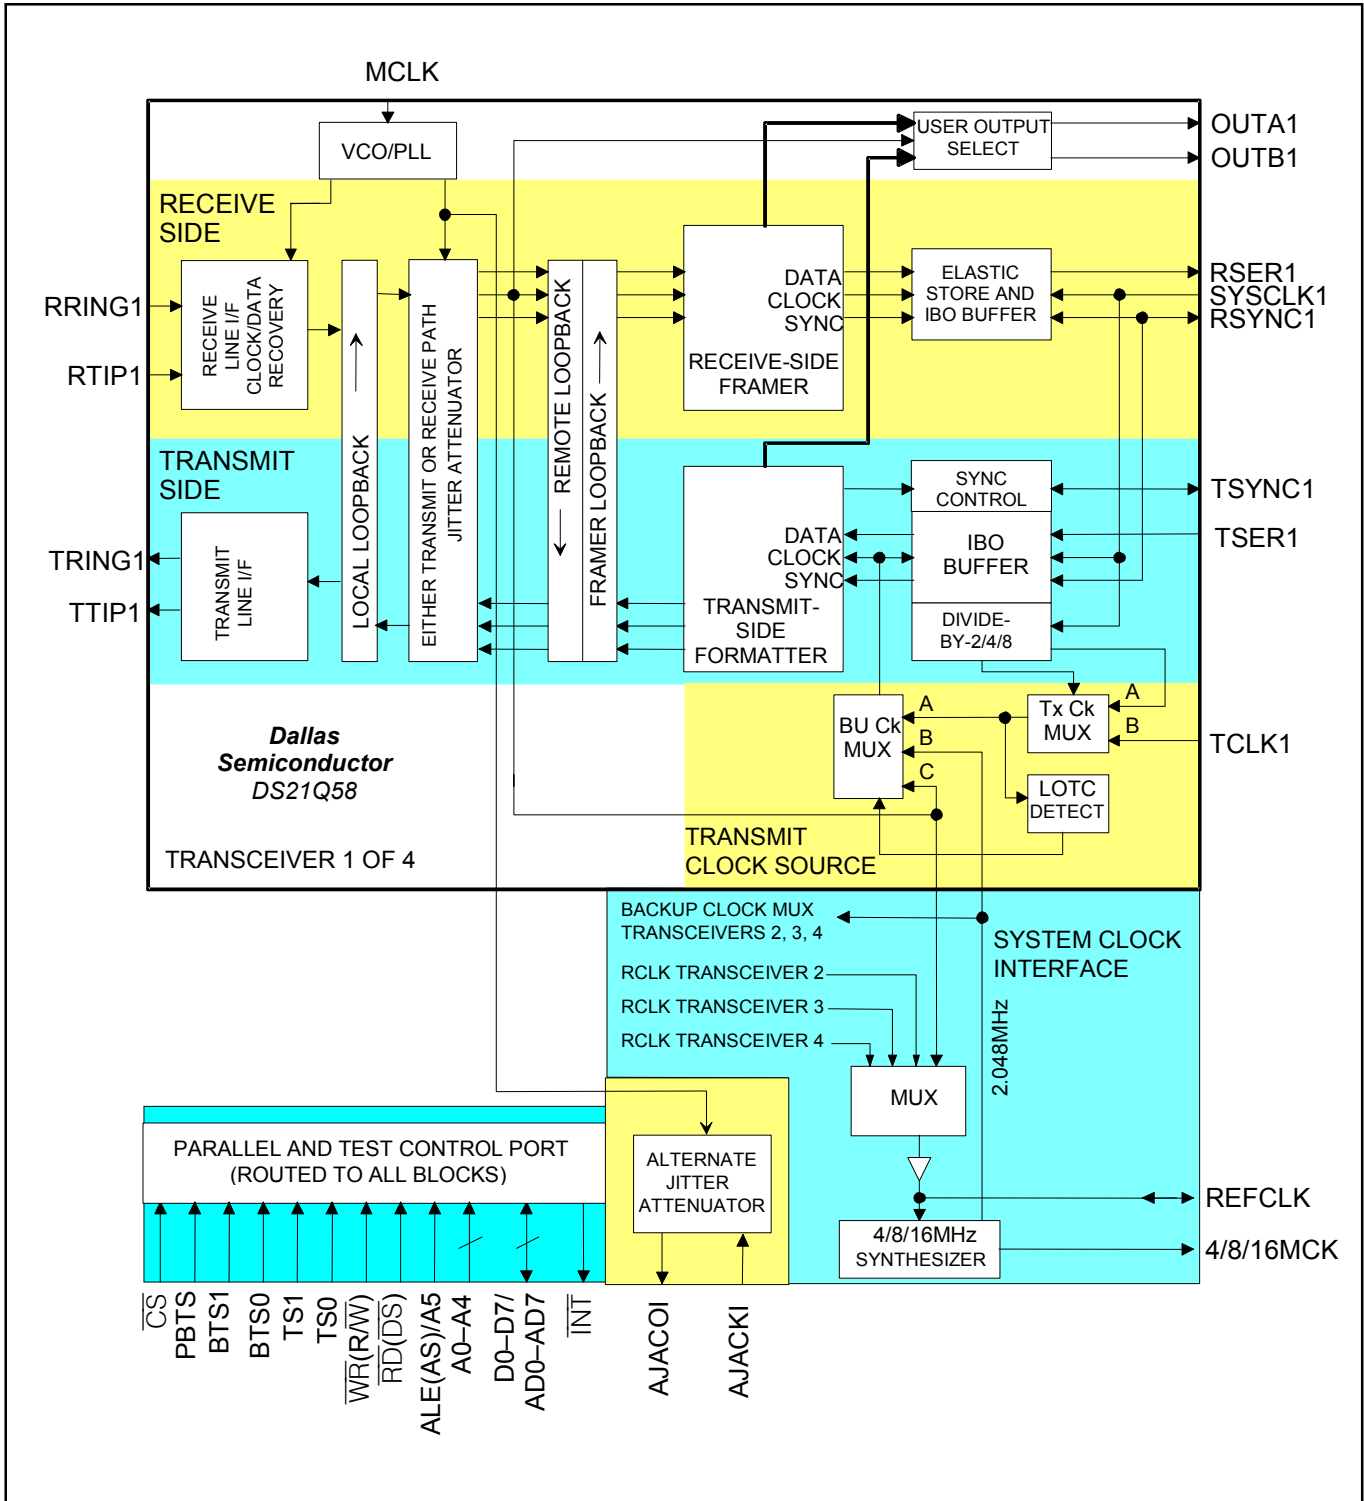 MCLK
VCO/PLL
USER OUTPUT
SELECT
OUTA1
OUTB1
RECEIVE
SIDE
RRING1
RTIP1
RECEIVE
LINE I/F
CLOCK/DATA
RECOVERY
LOCAL LOOPBACK
EITHER TRANSMIT OR RECEIVE PATH
JITTER ATTENUATOR
REMOTE LOOPBACK
FRAMER LOOPBACK
DATA
CLOCK
SYNC
RECEIVE-SIDE
FRAMER
ELASTIC
STORE AND
IBO BUFFER
RSER1
SYSCLK1
RSYNC1
TRANSMIT
SIDE
TRING1
TTIP1
TRANSMIT
LINE I/F
DATA
CLOCK
SYNC
TRANSMIT-
SIDE
FORMATTER
SYNC
CONTROL
IBO
BUFFER
DIVIDE-
BY-2/4/8
TSYNC1
TSER1
Dallas
Semiconductor
DS21Q58
TRANSCEIVER 1 OF 4
BU Ck
MUX
A
B
C
Tx Ck
MUX
A
B
TCLK1
LOTC
DETECT
TRANSMIT
CLOCK SOURCE
BACKUP CLOCK MUX
TRANSCEIVERS 2, 3, 4
SYSTEM CLOCK
INTERFACE
RCLK TRANSCEIVER 2
RCLK TRANSCEIVER 3
RCLK TRANSCEIVER 4
2.048MHz
MUX
PARALLEL AND TEST CONTROL PORT
(ROUTED TO ALL BLOCKS)
ALTERNATE
JITTER
ATTENUATOR
4/8/16MHz
SYNTHESIZER
REFCLK
4/8/16MCK
C̅S̅
PBTS
BTS1
BTS0
TS1
TS0
W̅R̅(R/W̅)
R̅D̅(D̅S̅)
ALE(AS)/A5
A0–A4
D0–D7/
AD0–AD7
I̅N̅T̅
AJACOI
AJACKI